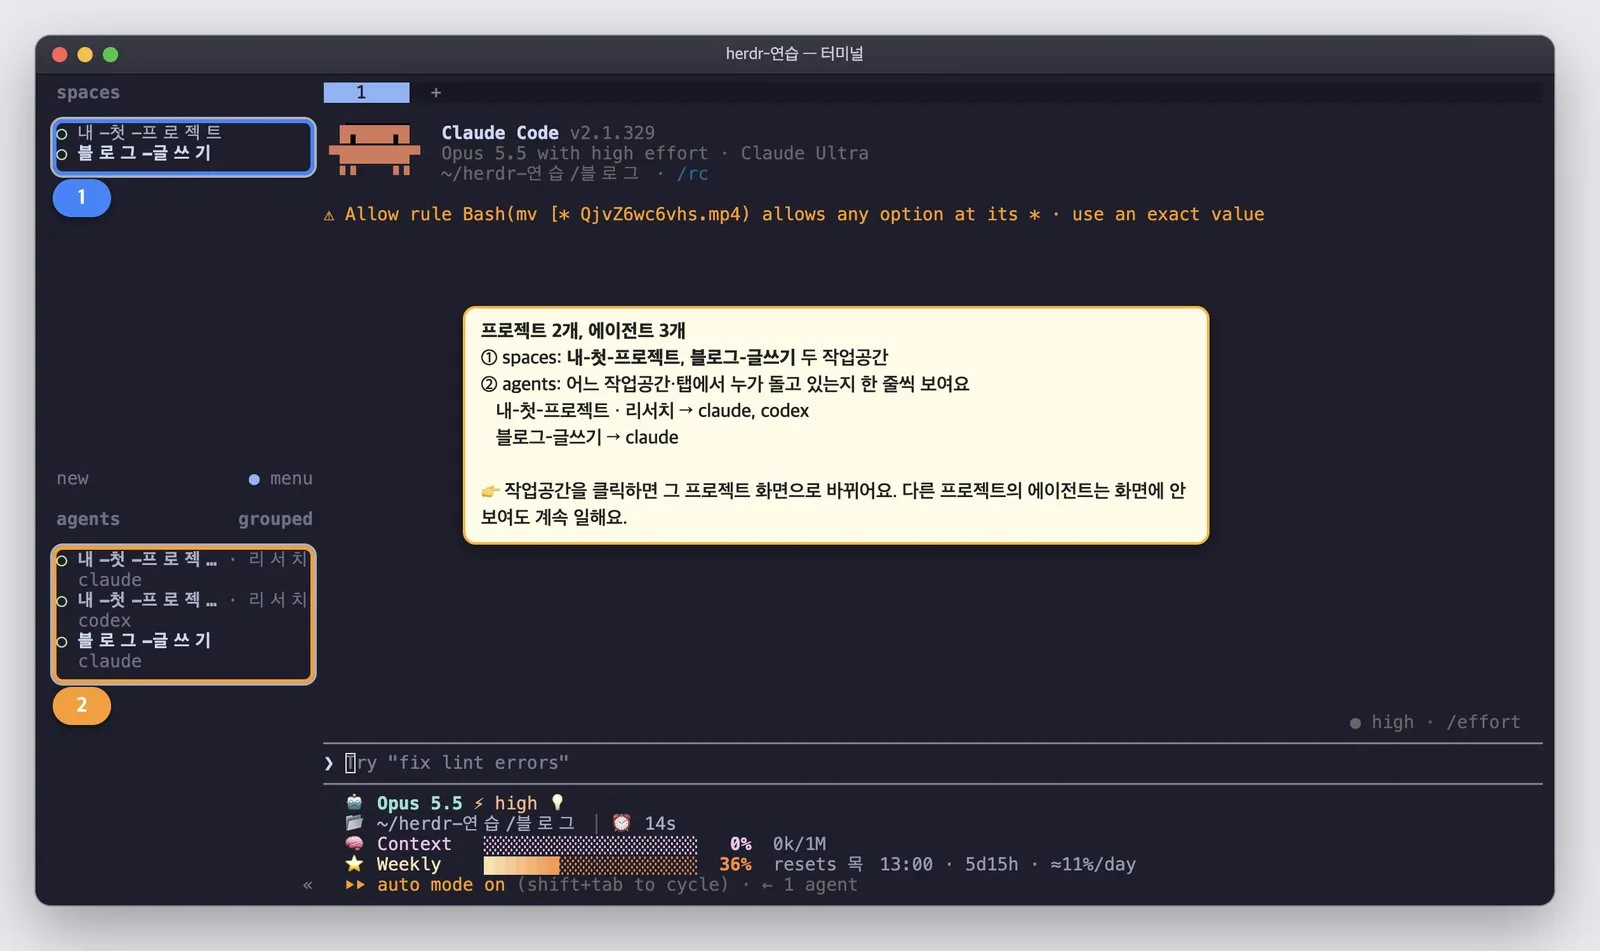 herdr-연습 — 터미널
spaces
1 +
내-첫-프로젝트
블로그-글쓰기
1
Claude Code v2.1.329
Opus 5.5 with high effort · Claude Ultra
~/herdr-연습/블로그 · /rc
⚠ Allow rule Bash(mv [* QjvZ6wc6vhs.mp4) allows any option at its * · use an exact value
프로젝트 2개, 에이전트 3개
① spaces: 내-첫-프로젝트, 블로그-글쓰기 두 작업공간
② agents: 어느 작업공간·탭에서 누가 돌고 있는지 한 줄씩 보여요
내-첫-프로젝트 · 리서치 → claude, codex
블로그-글쓰기 → claude
👉 작업공간을 클릭하면 그 프로젝트 화면으로 바뀌어요. 다른 프로젝트의 에이전트는 화면에 안
보여도 계속 일해요.
new ● menu
agents grouped
내-첫-프로젝… · 리서치
claude
내-첫-프로젝… · 리서치
codex
블로그-글쓰기
claude
2
● high · /effort
❯ Try "fix lint errors"
Opus 5.5 ⚡ high
~/herdr-연습/블로그 | ⏰ 14s
Context 0% 0k/1M
Weekly 36% resets 목 13:00 · 5d15h · ≈11%/day
« ▶▶ auto mode on (shift+tab to cycle) · ← 1 agent